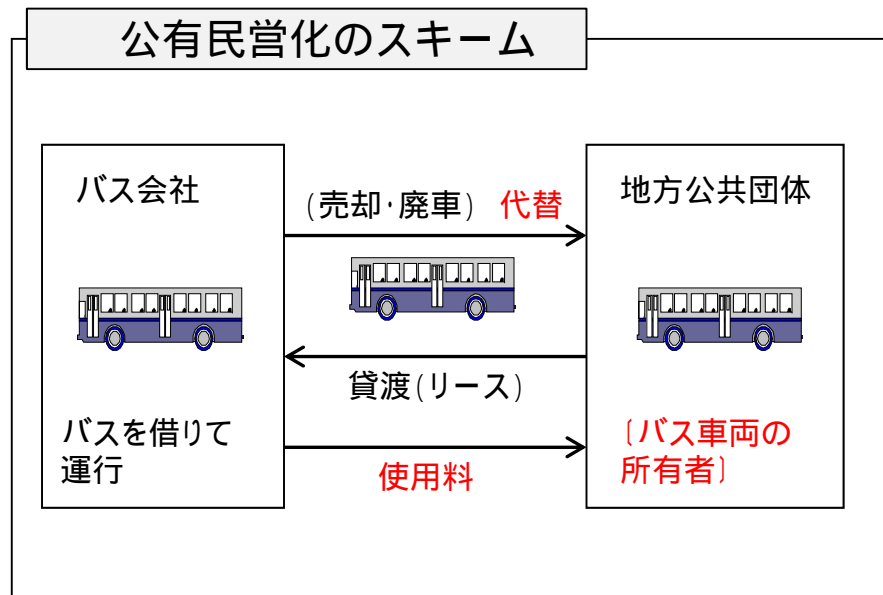 公有民営化のスキーム
バス会社
(売却・廃車) 代替
地方公共団体
貸渡(リース)
バスを借りて
運行
使用料
〔バス車両の
所有者〕